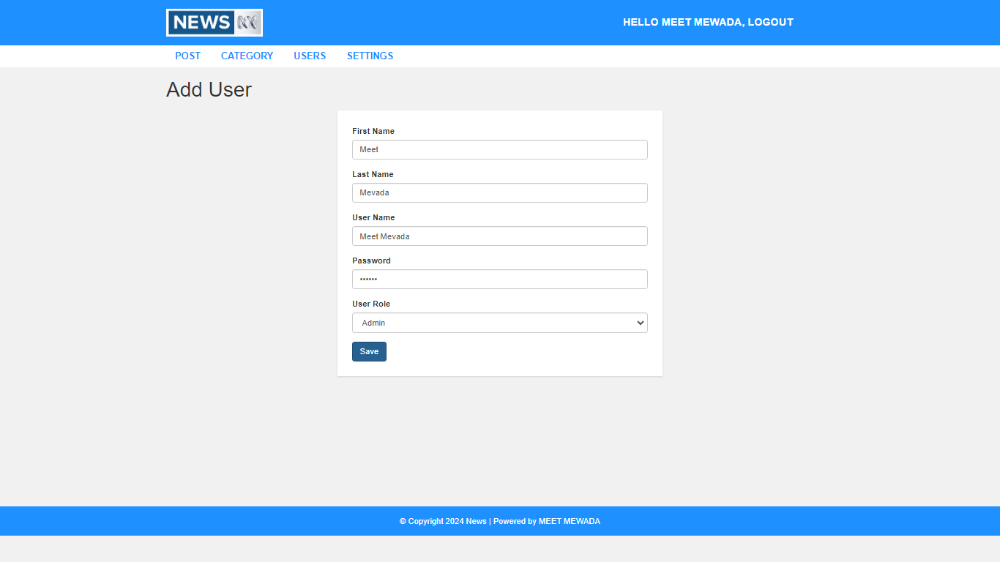 NEWS
HELLO MEET MEWADA, LOGOUT
POST CATEGORY USERS SETTINGS
Add User
First Name
Meet
Last Name
Mevada
User Name
Meet Mevada
Password
••••••
User Role
Admin
Save
© Copyright 2024 News | Powered by MEET MEWADA